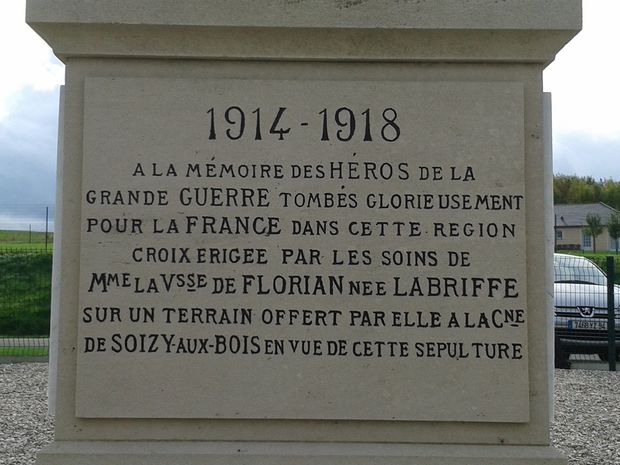 1914-1918
A LA MÉMOIRE DES HÉROS DE LA
GRANDE GUERRE TOMBÉS GLORIEUSEMENT
POUR LA FRANCE DANS CETTE REGION
CROIX ERIGEE PAR LES SOINS DE
MME LA VSSE DE FLORIAN NEE LABRIFFE
SUR UN TERRAIN OFFERT PAR ELLE A LA CNE
DE SOIZY-AUX-BOIS EN VUE DE CETTE SEPULTURE